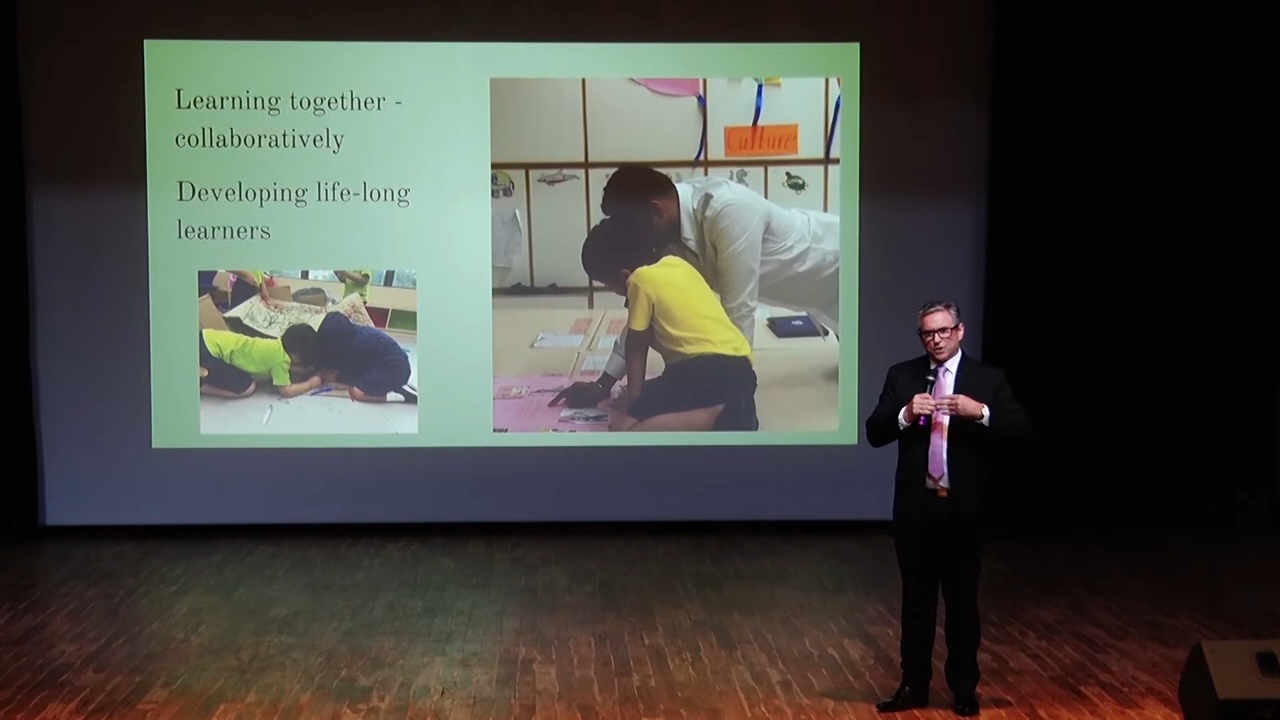 Learning together -
collaboratively
Developing life-long
learners
Culture